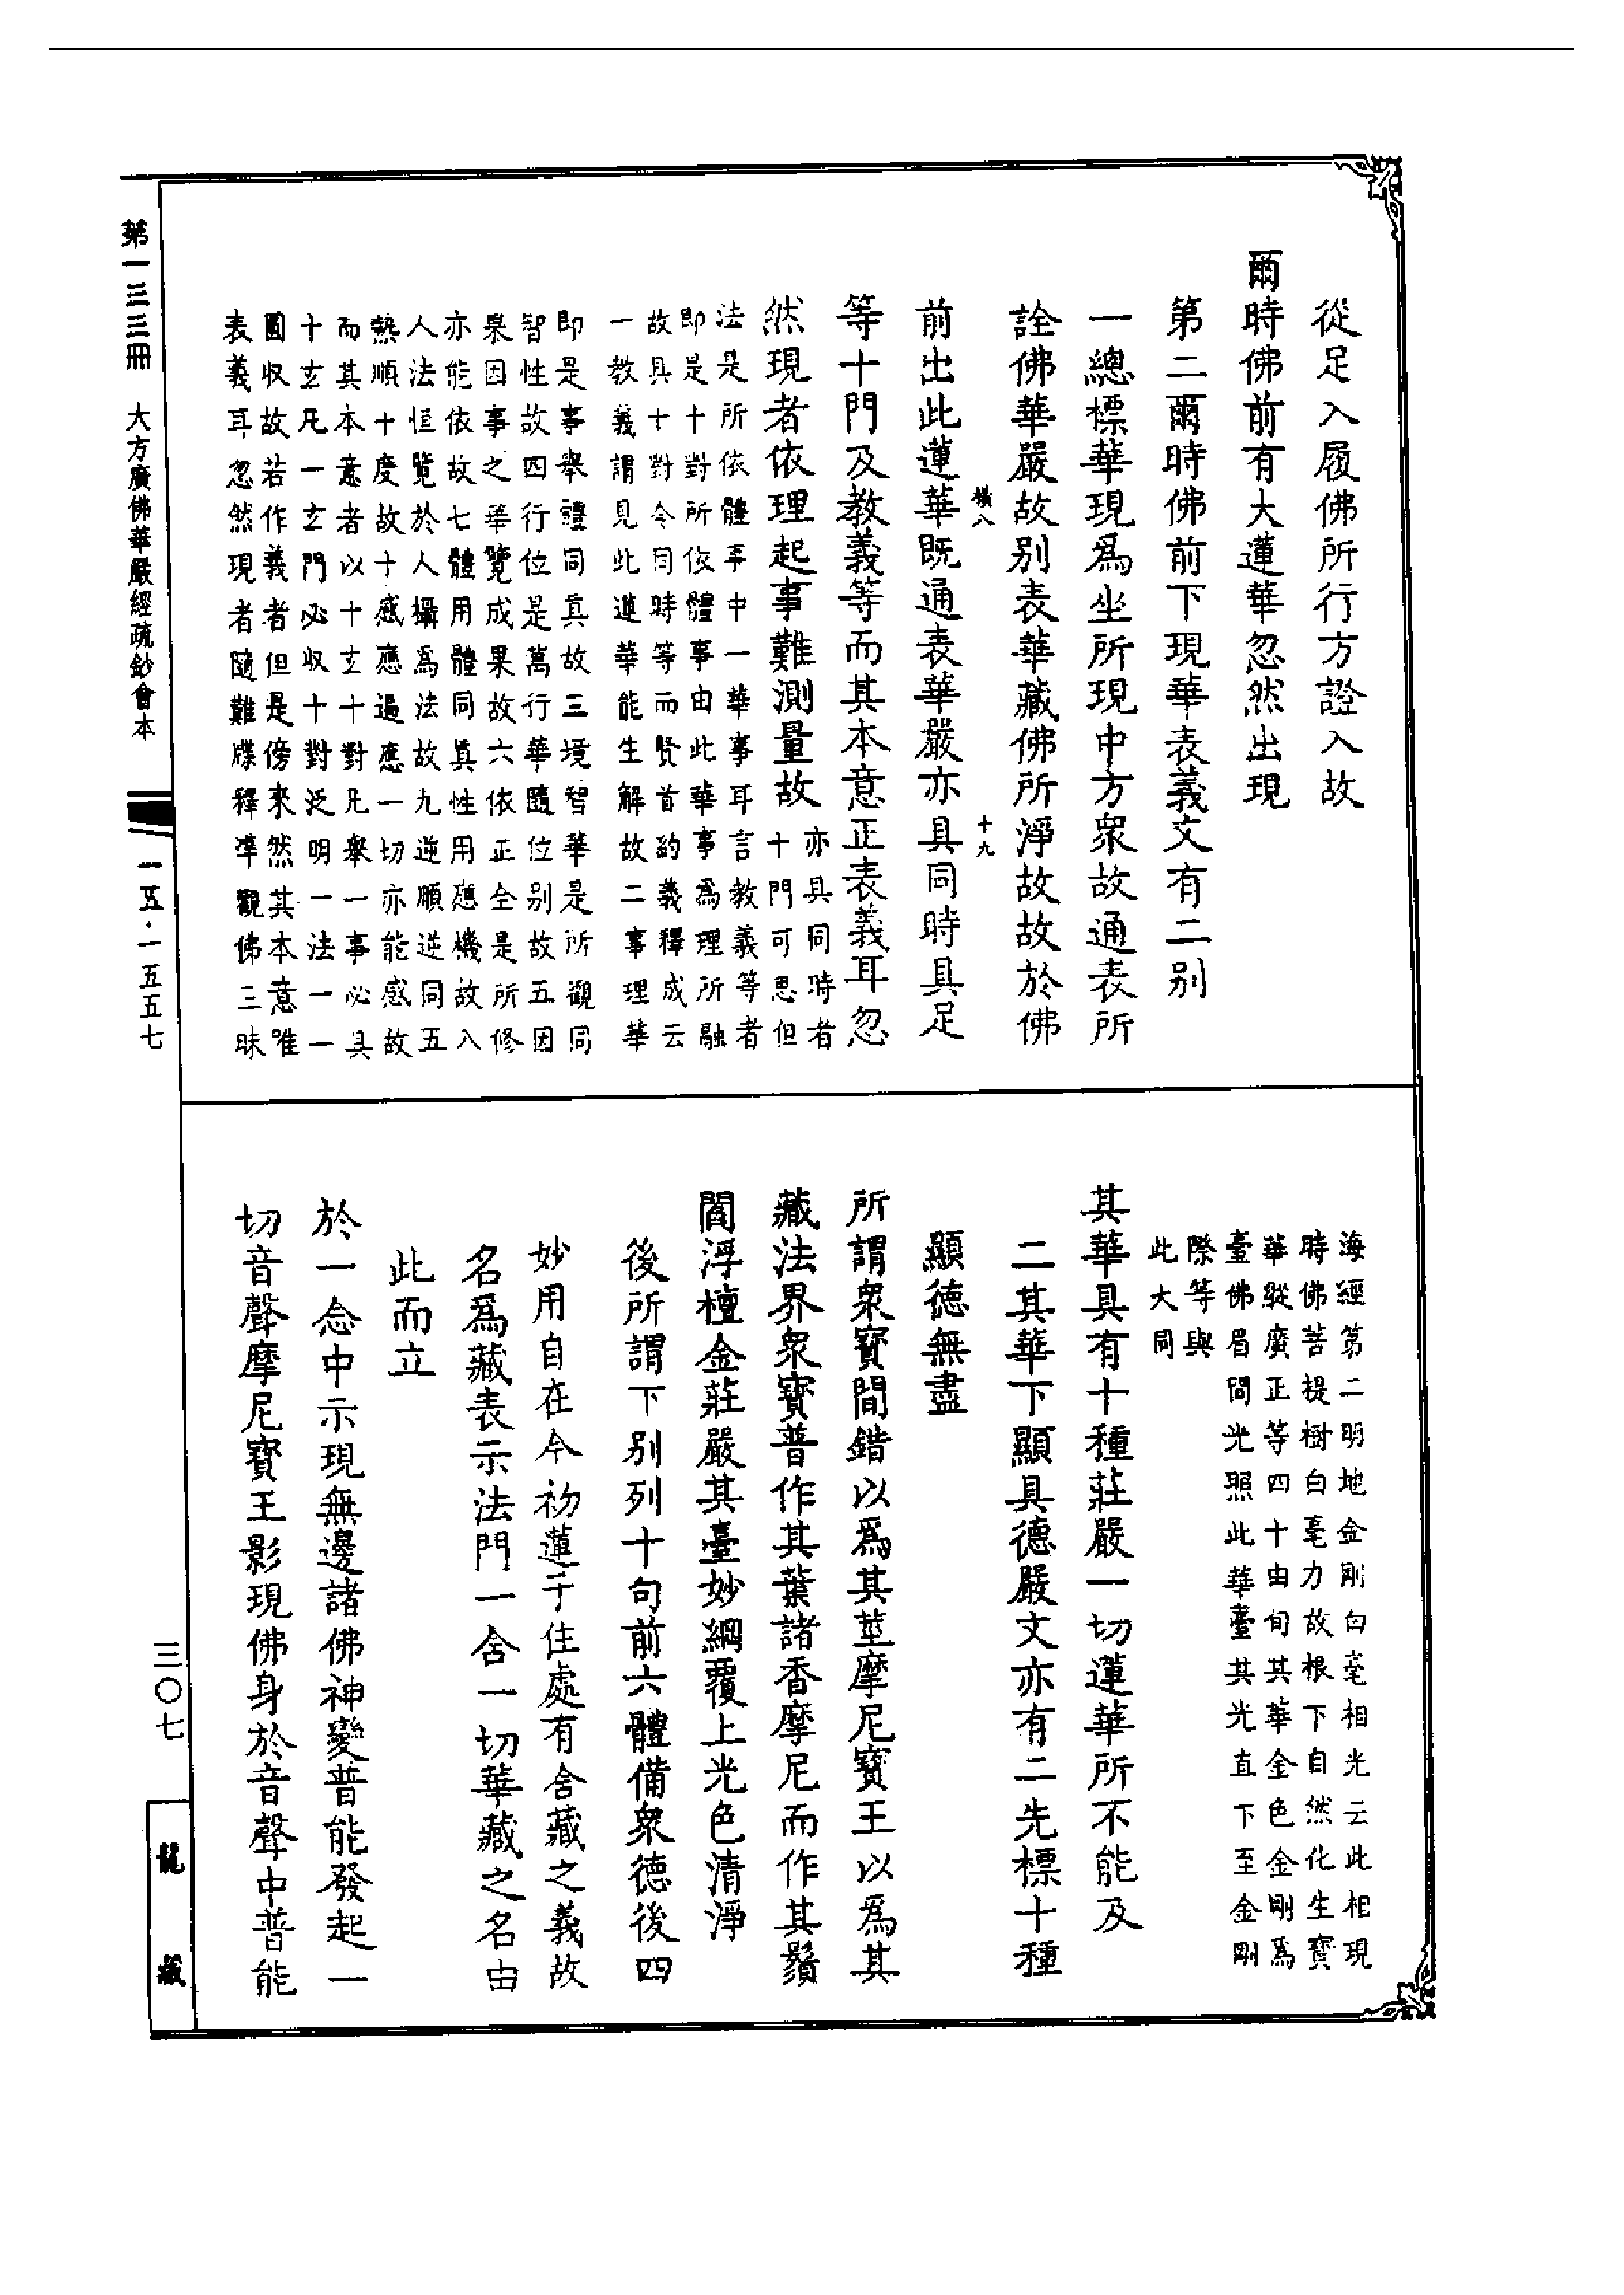 從足入履佛所行方證入故
爾時佛前有大蓮華忽然出現
第二爾時佛前下現華表義文有二別
一總標華現為坐所現中方眾故通表所
詮佛華嚴故別表華藏佛所淨故故於佛
橫八
十九
前出此蓮華既通表華嚴亦具同時具足
等十門及教義等而其本意正表義耳忽
然現者依理起事難測量故
亦具同時者
十門可思但
法是所依體事中一華事耳言教義等者
即是十對所依體事由此華事為理所融
故具十對今同時等而賢首約義釋成云
一教義謂見此蓮華能生解故二事理華
即是事舉體同真故三境智華是所觀同
智性故四行位是萬行華隨位別故五因
果因事之華覽成果故六依正全是所修
亦能依故七體用體同真性用應機故八
人法恒覽於人攝為法故九逆順逆同五
熱順十度故十感應遍應一切亦能感故
而其本意者以十玄十對凡舉一事必具
十玄凡一玄門必收十對泛明一法一一
圓收故若作義者但是傍來然其本意唯
表義耳忽然現者隨難牒釋準觀佛三昧
海經第二明地金剛白毫相光云此相現
時佛菩提樹白毫力故根下自然化生寶
華縱廣正等四十由旬其華金色金剛為
臺佛眉間光照此華臺其光直下至金剛
際等與
此大同
其華具有十種莊嚴一切蓮華所不能及
二其華下顯具德嚴文亦有二先標十種
顯德無盡
所謂眾寶間錯以為其莖摩尼寶王以為其
藏法界眾寶普作其葉諸香摩尼而作其鬚
閻浮檀金莊嚴其臺妙網覆上光色清淨
後所謂下別列十句前六體備眾德後四
妙用自在今初蓮于住處有含藏之義故
名為藏表示法門一含一切華藏之名由
此而立
於一念中示現無邊諸佛神變普能發起一
切音聲摩尼寶王影現佛身於音聲中普能
第一三三冊 大方廣佛華嚴經疏鈔會本
一五·一五五七
三〇七
龍藏